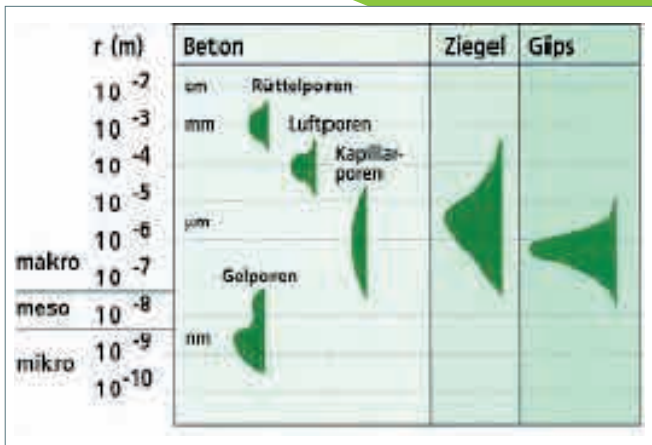 r (m) Beton Ziegel Giips
10⁻² cm Rüttelporen
10⁻³ mm Luftporen
10⁻⁴ Kapillar-
poren
10⁻⁵
µm
10⁻⁶
makro
10⁻⁷ Gelporen
meso 10⁻⁸
10⁻⁹ nm
mikro
10⁻¹⁰